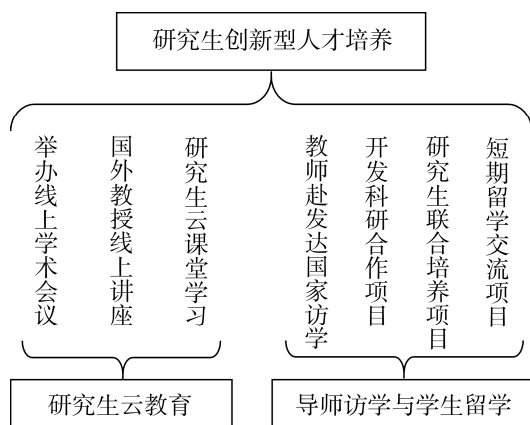 研究生创新型人才培养
举办线上学术会议
国外教授线上讲座
研究生云课堂学习
教师赴发达国家访学
开发科研合作项目
研究生联合培养项目
短期留学交流项目
研究生云教育
导师访学与学生留学